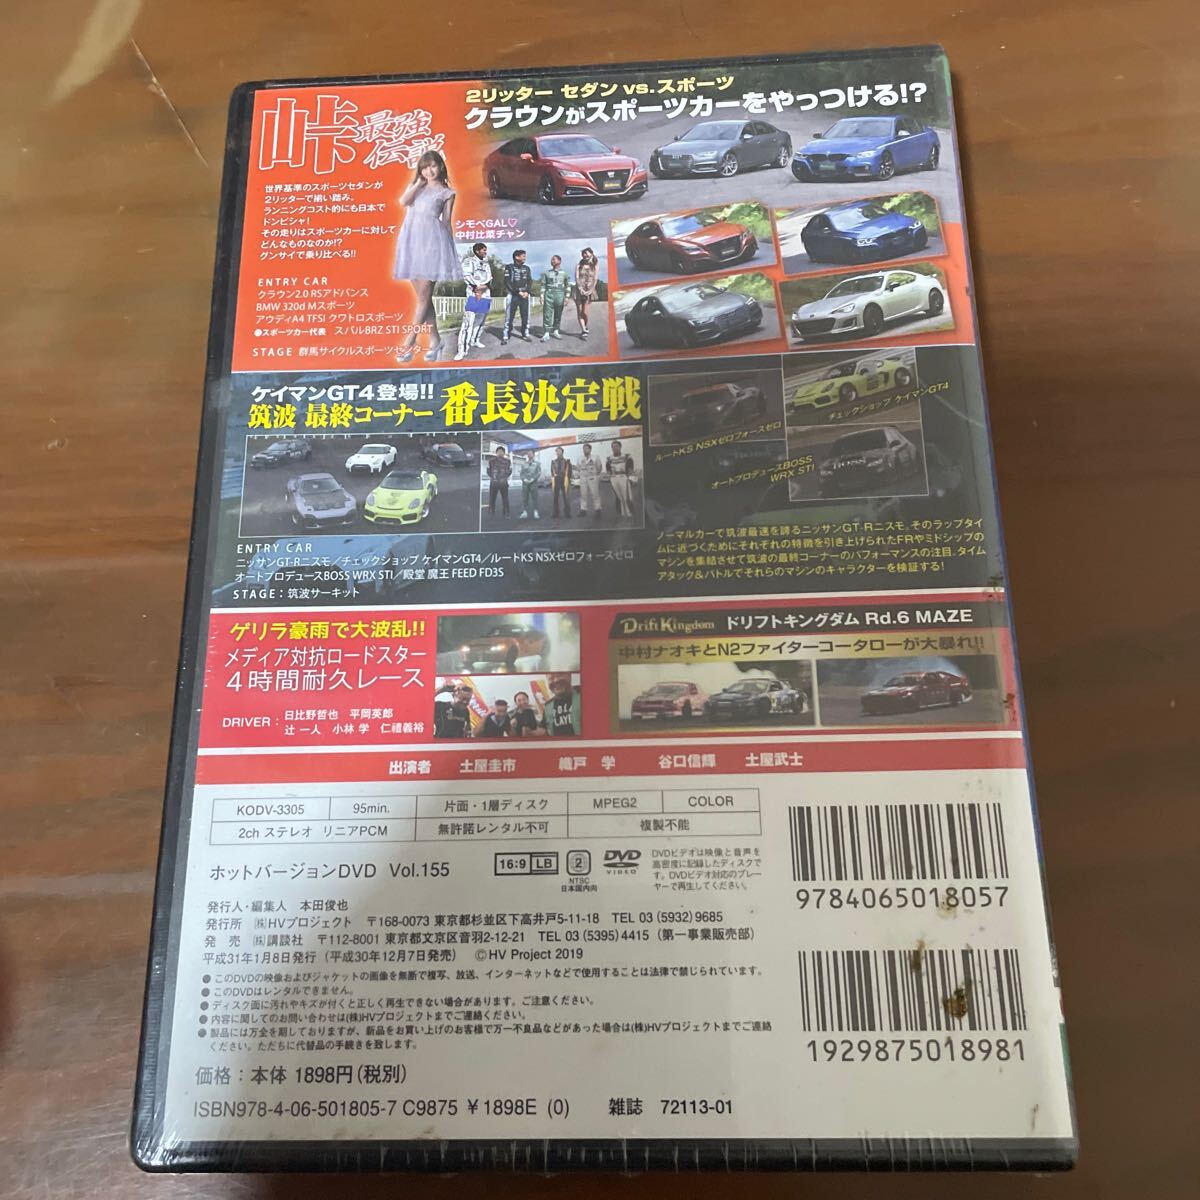 2リッター セダン vs. スポーツ
クラウンがスポーツカーをやっつける!?
峠最強伝説
世界基準のスポーツセダンが
2リッターで揃い踏み。
ランニングコスト的にも日本で
ドンピシャ!
その走りはスポーツカーに対して
どんなものなのか!?
グンサイで乗り比べる!!
シモベGAL♡
中村比菜チャン
ENTRY CAR
クラウン2.0 RSアドバンス
BMW 320d Mスポーツ
アウディA4 TFSI クワトロスポーツ
●スポーツカー代表 スバルBRZ STI SPORT
STAGE 群馬サイクルスポーツセンター
ケイマンGT4登場!!
筑波 最終コーナー 番長決定戦
チェックショップ ケイマンGT4
ルートKS NSXゼロフォースゼロ
オートプロデュースBOSS
WRX STI
ENTRY CAR
ニッサンGT-Rニスモ/チェックショップ ケイマンGT4/ルートKS NSXゼロフォースゼロ
オートプロデュースBOSS WRX STI/殿堂 魔王 FEED FD3S
STAGE:筑波サーキット
ノーマルカーで筑波最速を誇るニッサンGT-Rニスモ。そのラップタイ
ムに近づくためにそれぞれの特徴を引き上げられたFRやミドシップの
マシンを集結させて筑波の最終コーナーのパフォーマンスの注目。タイム
アタック&バトルでそれらのマシンのキャラクターを検証する!
ゲリラ豪雨で大波乱!!
メディア対抗ロードスター
4時間耐久レース
DRIVER:日比野哲也 平岡英郎
辻 一人 小林 学 仁禮義裕
Drift Kingdom ドリフトキングダム Rd.6 MAZE
中村ナオキとN2ファイターコータローが大暴れ!!
出演者 土屋圭市 織戸 学 谷口信輝 土屋武士
KODV-3305 95min. 片面・1層ディスク MPEG2 COLOR
2ch ステレオ リニアPCM 無許諾レンタル不可 複製不能
ホットバージョンDVD Vol.155
16:9 LB
2
NTSC
日本国内向
DVD
VIDEO
DVDビデオは映像と音声を
高密度に記録したディスクで
す。DVDビデオ対応のプレー
ヤーで再生してください。
発行人・編集人 本田俊也
発行所 ㈱HVプロジェクト 〒168-0073 東京都杉並区下高井戸5-11-18 TEL 03 (5932) 9685
発 売 ㈱講談社 〒112-8001 東京都文京区音羽2-12-21 TEL 03 (5395) 4415 (第一事業販売部)
平成31年1月8日発行(平成30年12月7日発売) ©HV Project 2019
●このDVDの映像およびジャケットの画像を無断で複写、放送、インターネットなどで使用することは法律で禁じられています。
●このDVDはレンタルできません。
●ディスク面に汚れやキズが付くと正しく再生できない場合があります。ご注意ください。
●内容に関してのお問い合わせは(株)HVプロジェクトまでご連絡ください。
●製品には万全を期しておりますが、新品をお買い上げのお客様で万一不良品などがあった場合は(株)HVプロジェクトまでご連絡
ください。ただちに代替品の手続きを致します。
価格:本体 1898円(税別)
ISBN978-4-06-501805-7 C9875 ¥1898E (0) 雑誌 72113-01
9784065018057
1929875018981